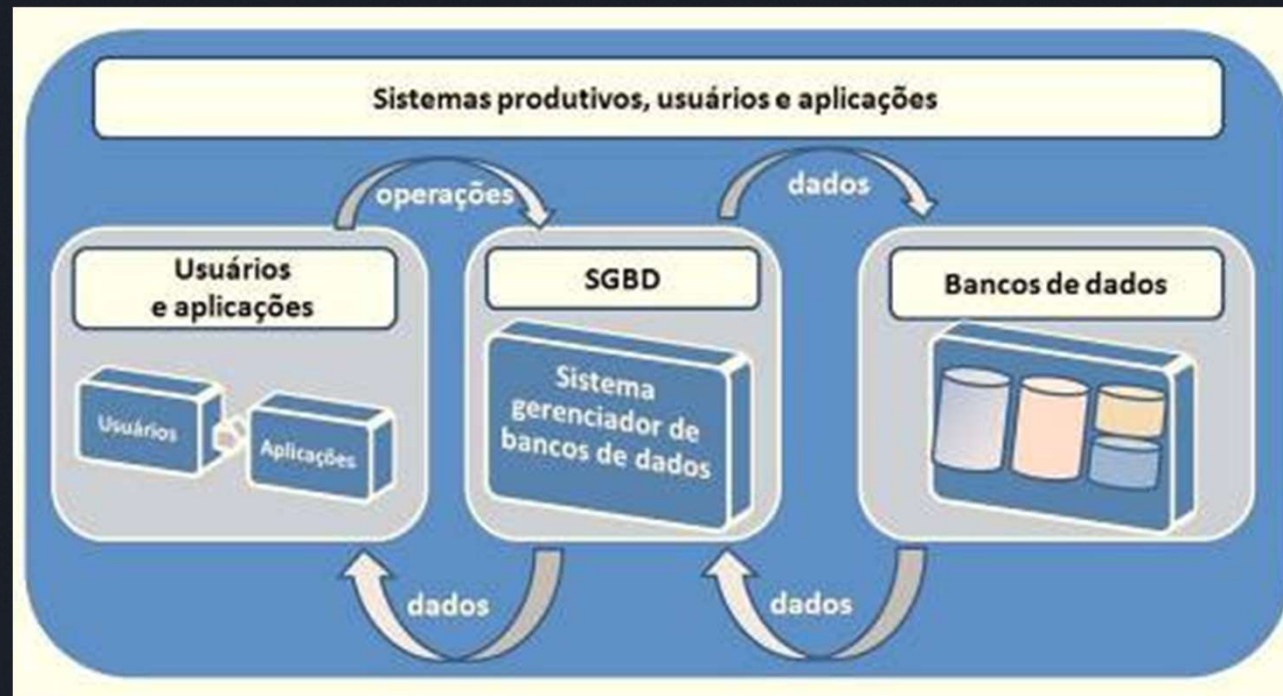 Sistemas produtivos, usuários e aplicações
operações
dados
Usuários
e aplicações
SGBD
Bancos de dados
Usuários
Aplicações
Sistema
gerenciador de
bancos de dados
dados
dados